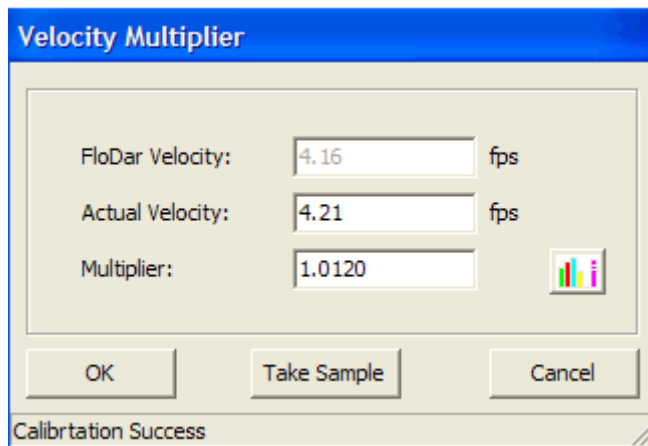 Velocity Multiplier
FloDar Velocity: 4.16 fps
Actual Velocity: 4.21 fps
Multiplier: 1.0120
OK Take Sample Cancel
Calibrtation Success